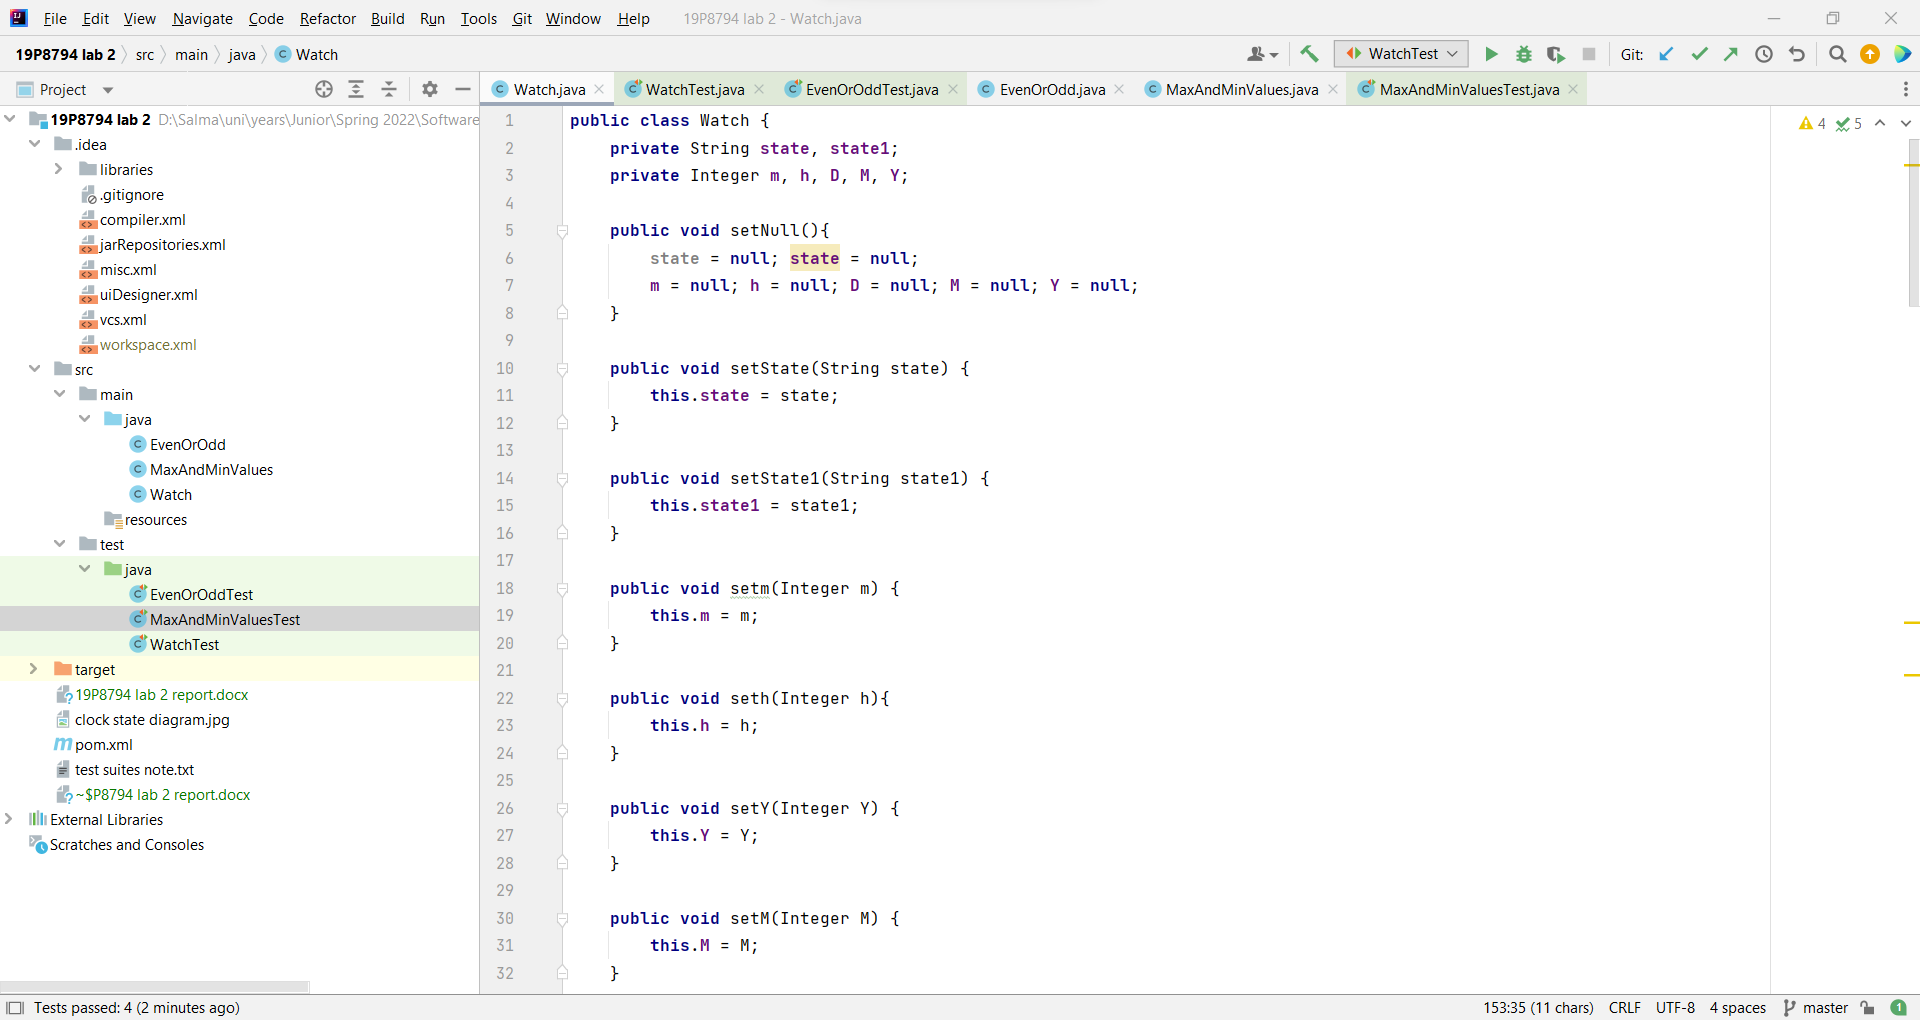 File Edit View Navigate Code Refactor Build Run Tools Git Window Help 19P8794 lab 2 - Watch.java
19P8794 lab 2 src main java Watch WatchTest Git:
Project
Watch.java WatchTest.java EvenOrOddTest.java EvenOrOdd.java MaxAndMinValues.java MaxAndMinValuesTest.java
19P8794 lab 2 D:\Salma\uni\years\Junior\Spring 2022\Software
.idea
libraries
.gitignore
compiler.xml
jarRepositories.xml
misc.xml
uiDesigner.xml
vcs.xml
workspace.xml
src
main
java
EvenOrOdd
MaxAndMinValues
Watch
resources
test
java
EvenOrOddTest
MaxAndMinValuesTest
WatchTest
target
19P8794 lab 2 report.docx
clock state diagram.jpg
pom.xml
test suites note.txt
~$P8794 lab 2 report.docx
External Libraries
Scratches and Consoles
4 5
1 public class Watch {
2 private String state, state1;
3 private Integer m, h, D, M, Y;
4
5 public void setNull(){
6 state = null; state = null;
7 m = null; h = null; D = null; M = null; Y = null;
8 }
9
10 public void setState(String state) {
11 this.state = state;
12 }
13
14 public void setState1(String state1) {
15 this.state1 = state1;
16 }
17
18 public void setm(Integer m) {
19 this.m = m;
20 }
21
22 public void seth(Integer h){
23 this.h = h;
24 }
25
26 public void setY(Integer Y) {
27 this.Y = Y;
28 }
29
30 public void setM(Integer M) {
31 this.M = M;
32 }
Tests passed: 4 (2 minutes ago) 153:35 (11 chars) CRLF UTF-8 4 spaces master 1